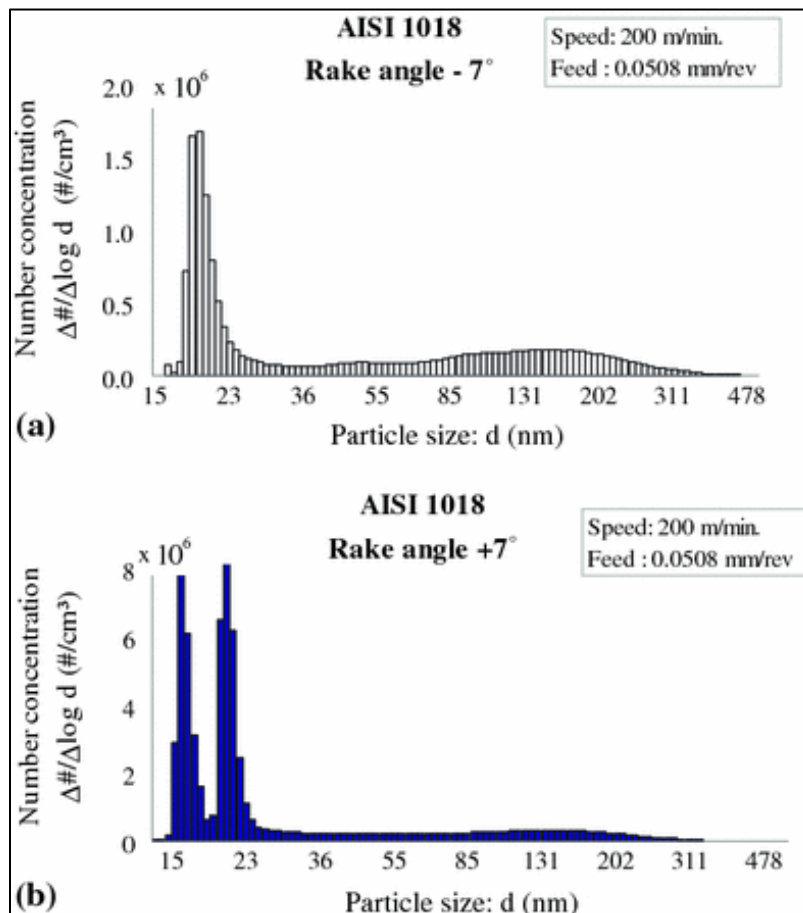 AISI 1018
Rake angle - 7°
Speed: 200 m/min.
Feed : 0.0508 mm/rev
x 10⁶
Number concentration
Δ#/Δlog d (#/cm³)
2.0
1.5
1.0
0.5
0.0
15 23 36 55 85 131 202 311 478
(a)
Particle size: d (nm)
AISI 1018
Rake angle +7°
Speed: 200 m/min.
Feed : 0.0508 mm/rev
x 10⁶
Number concentration
Δ#/Δlog d (#/cm³)
8
6
4
2
0
15 23 36 55 85 131 202 311 478
(b)
Particle size: d (nm)